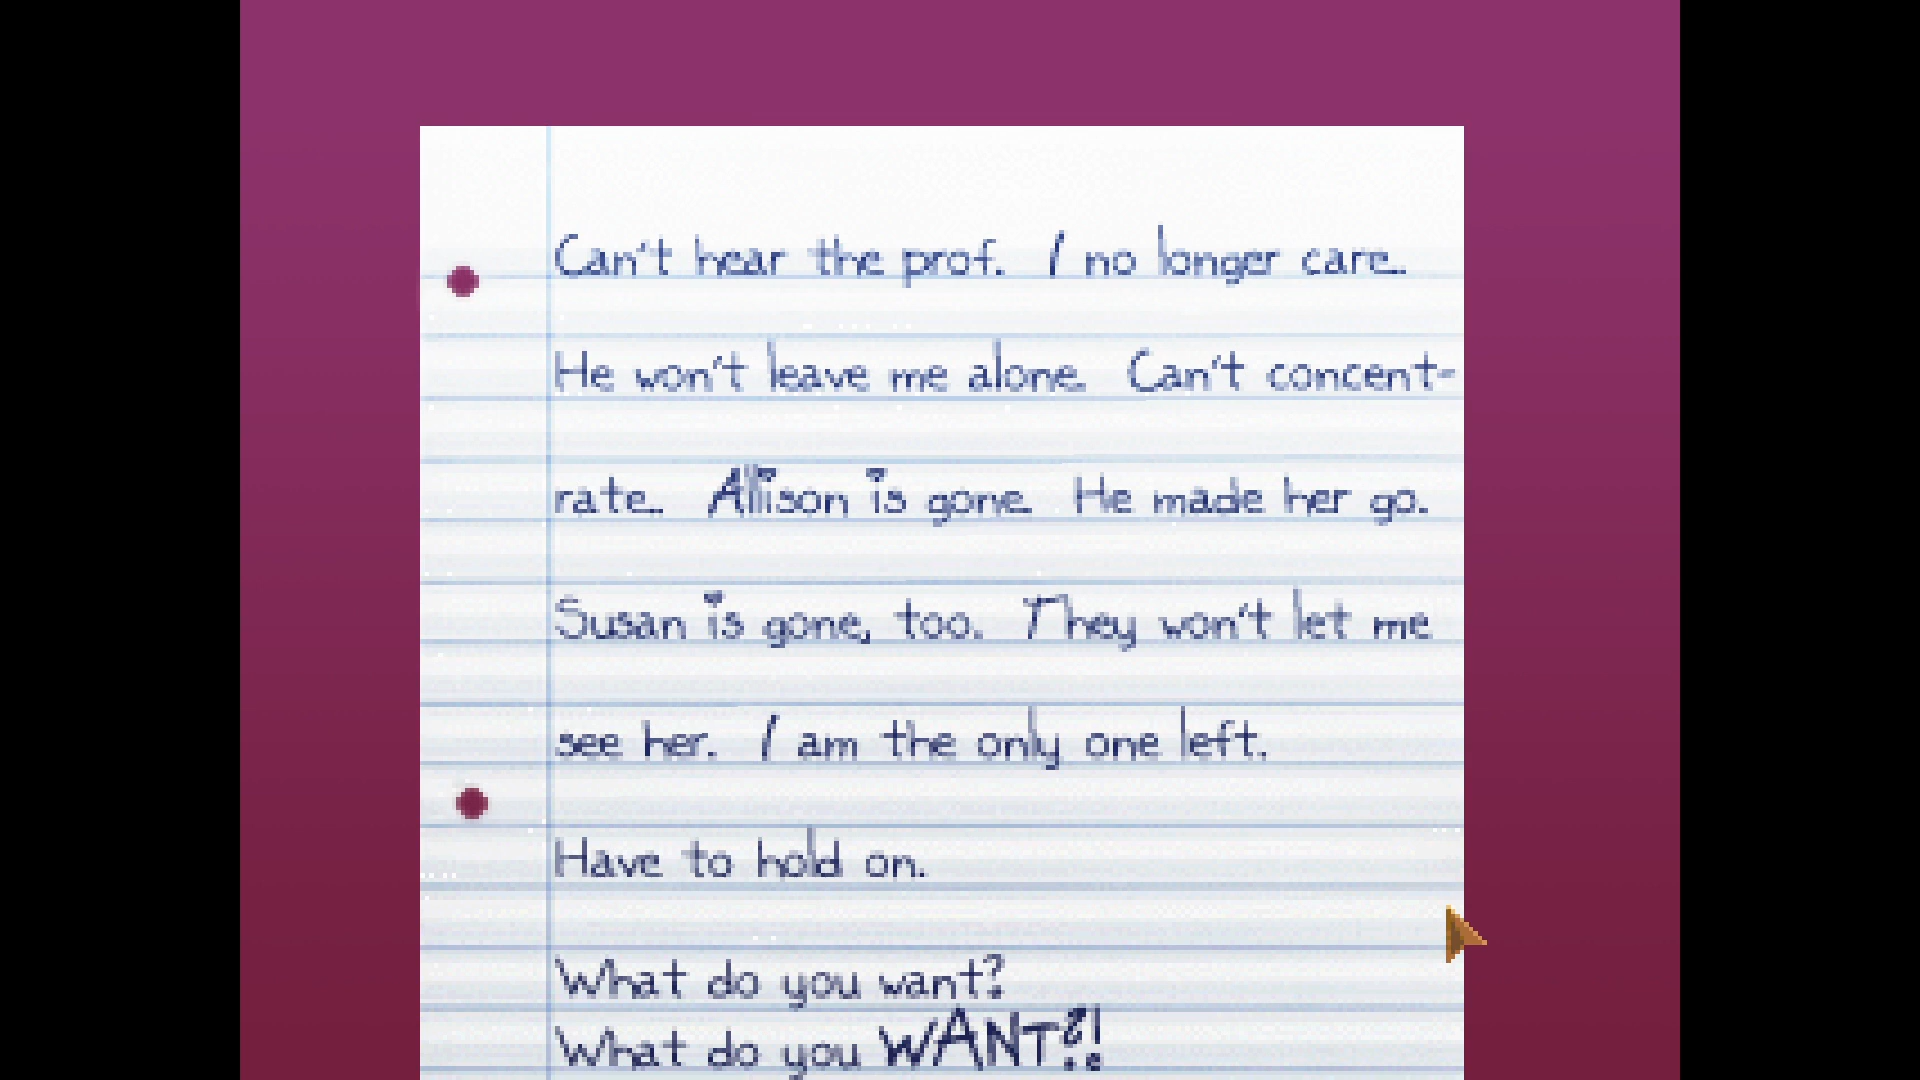 Can't hear the prof. I no longer care.
He won't leave me alone. Can't concent-
rate. Allison is gone. He made her go.
Susan is gone, too. They won't let me
see her. I am the only one left.
Have to hold on.
What do you want?
What do you WANT?!